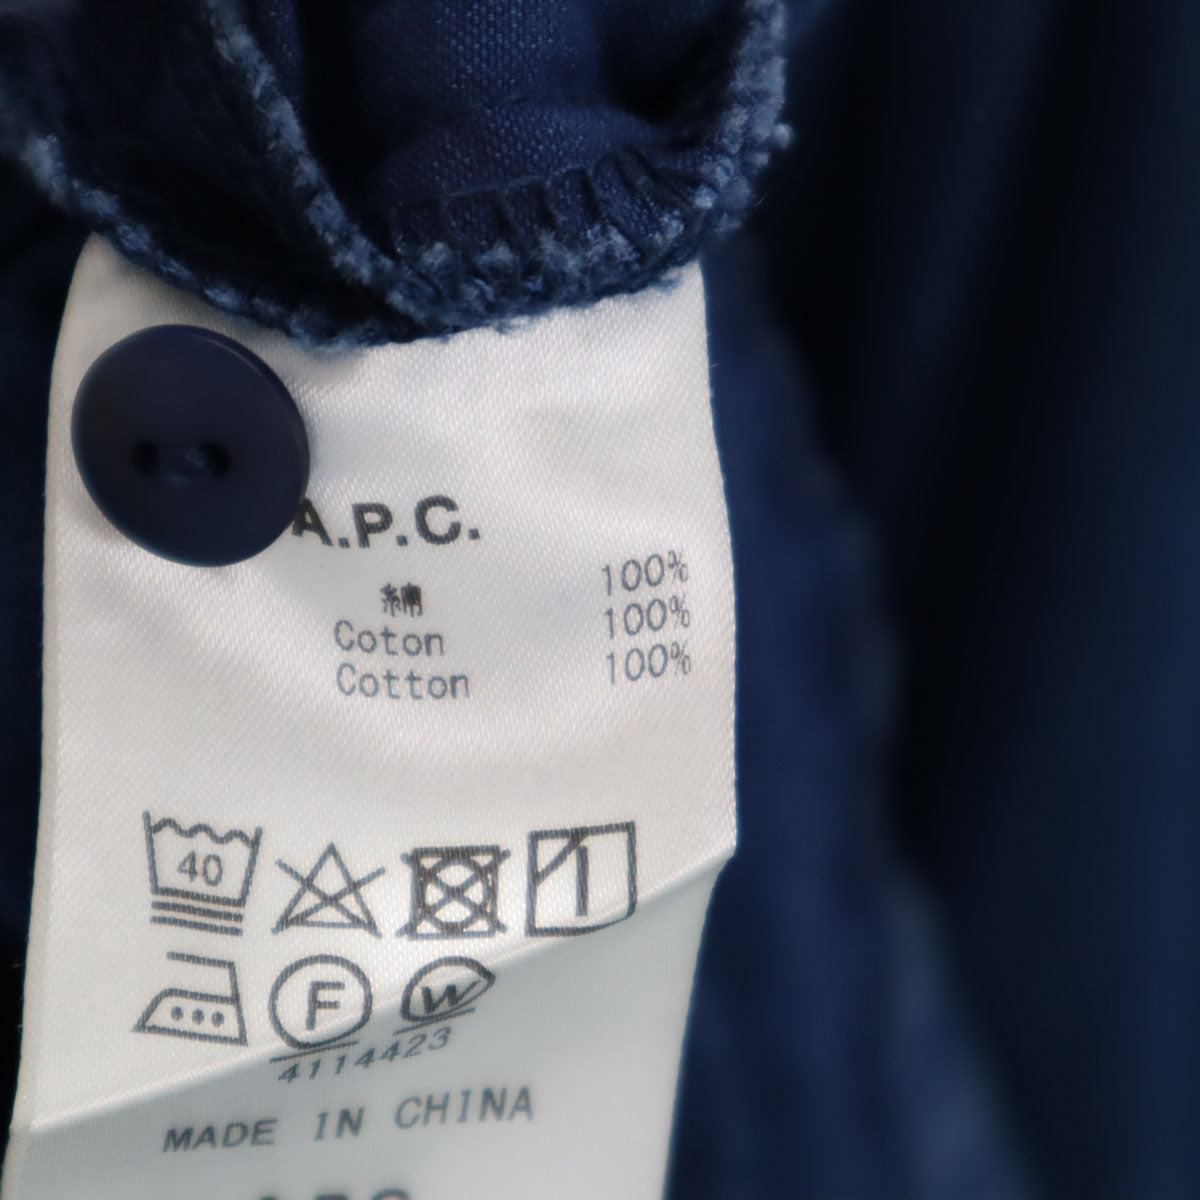 A.P.C.
綿 100%
Coton 100%
Cotton 100%
40
F W
4114423
MADE IN CHINA
A.P.C.